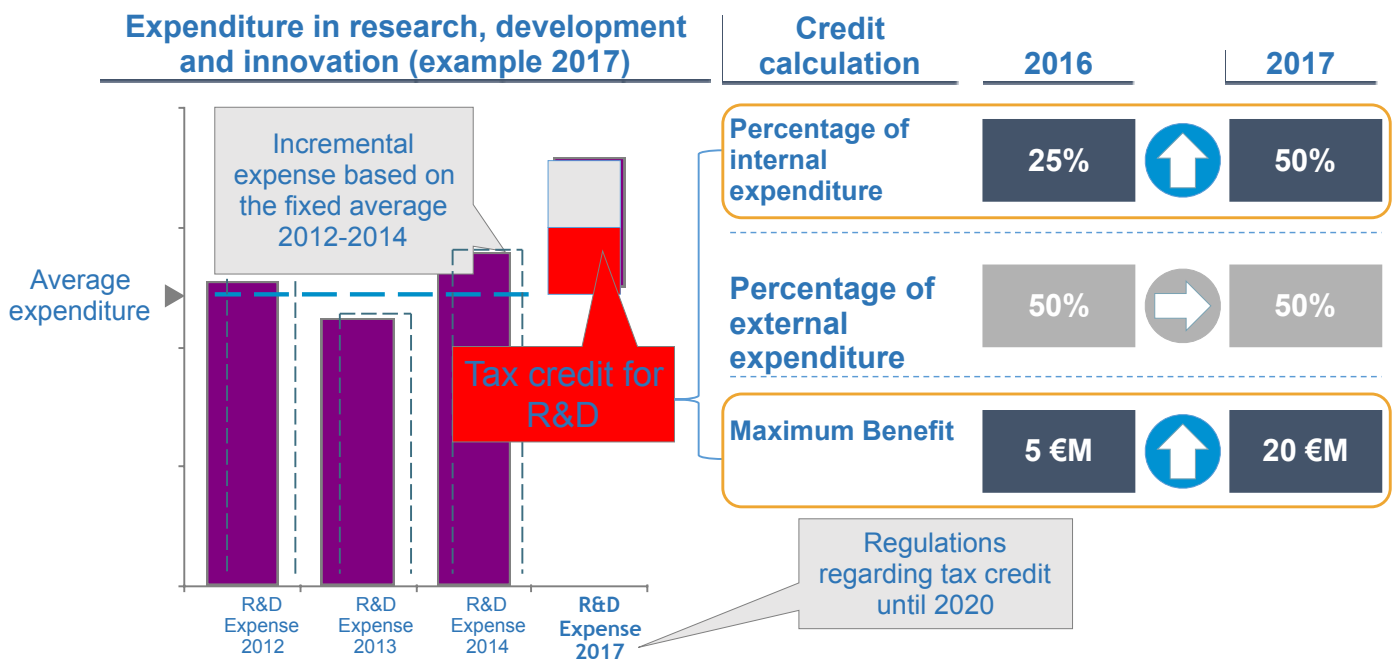 Expenditure in research, development
and innovation (example 2017)
Incremental
expense based on
the fixed average
2012-2014
Average
expenditure
Tax credit for
R&D
R&D
Expense
2012
R&D
Expense
2013
R&D
Expense
2014
R&D
Expense
2017
Regulations
regarding tax credit
until 2020
Credit
calculation
2016
2017
Percentage of
internal
expenditure
25%
50%
Percentage of
external
expenditure
50%
50%
Maximum Benefit
5 €M
20 €M